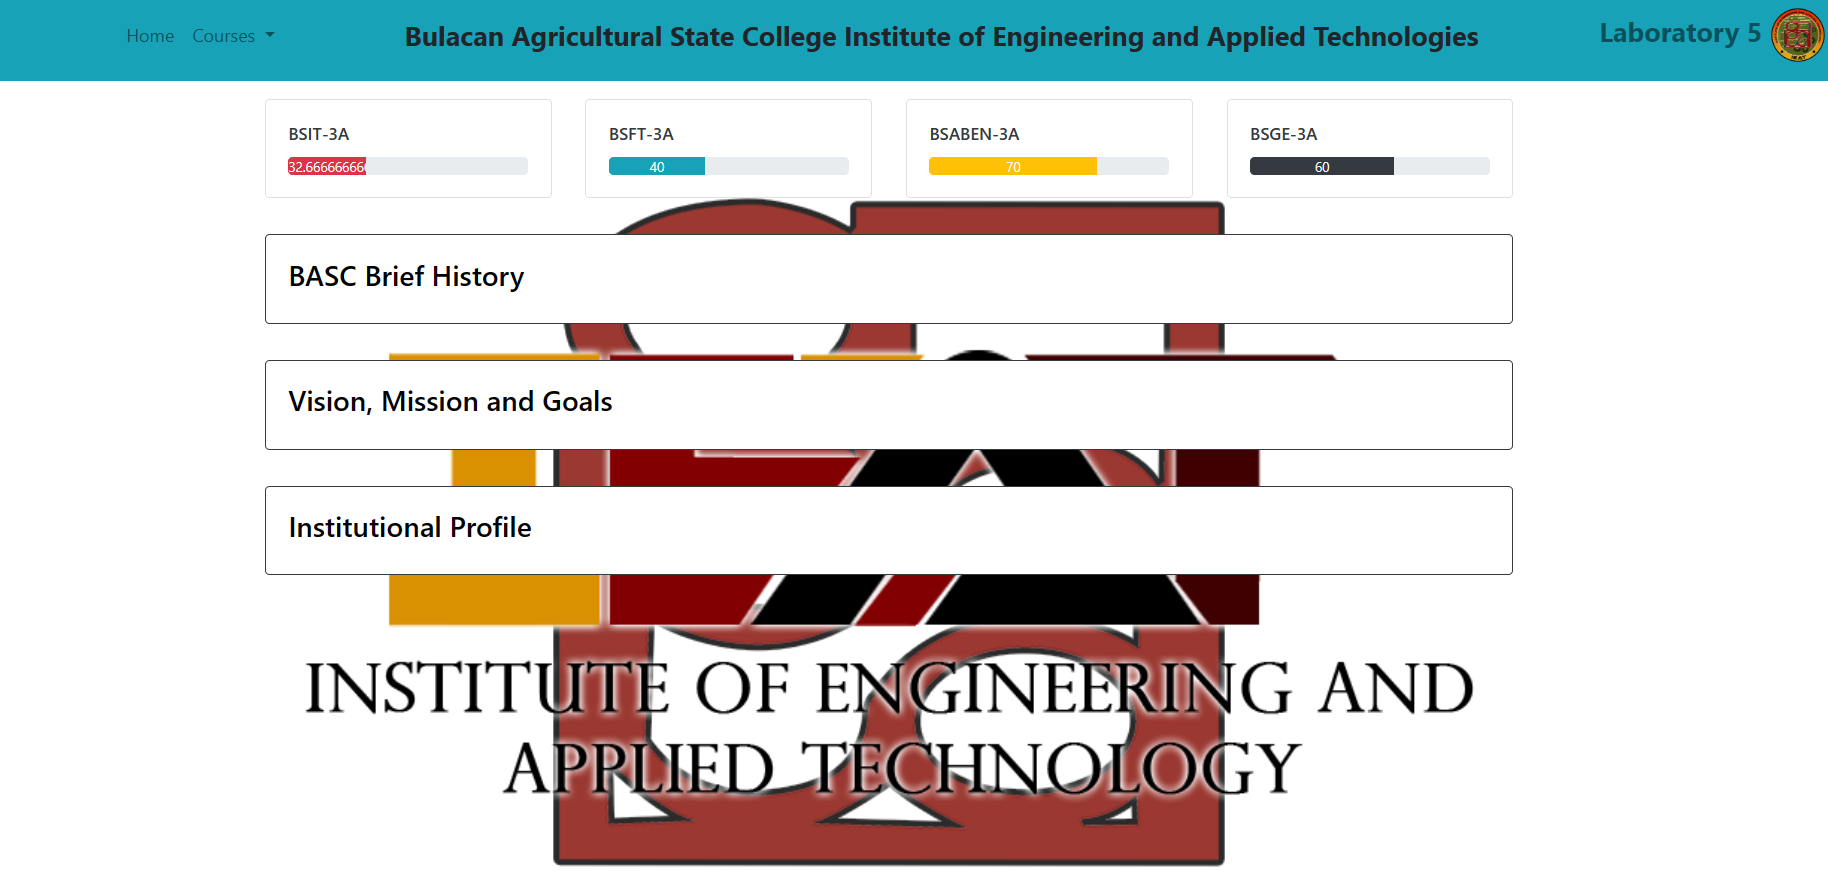 Home Courses
Bulacan Agricultural State College Institute of Engineering and Applied Technologies
Laboratory 5
BSIT-3A
32.666666666
BSFT-3A
40
BSABEN-3A
70
BSGE-3A
60
BASC Brief History
Vision, Mission and Goals
Institutional Profile
INSTITUTE OF ENGINEERING AND
APPLIED TECHNOLOGY